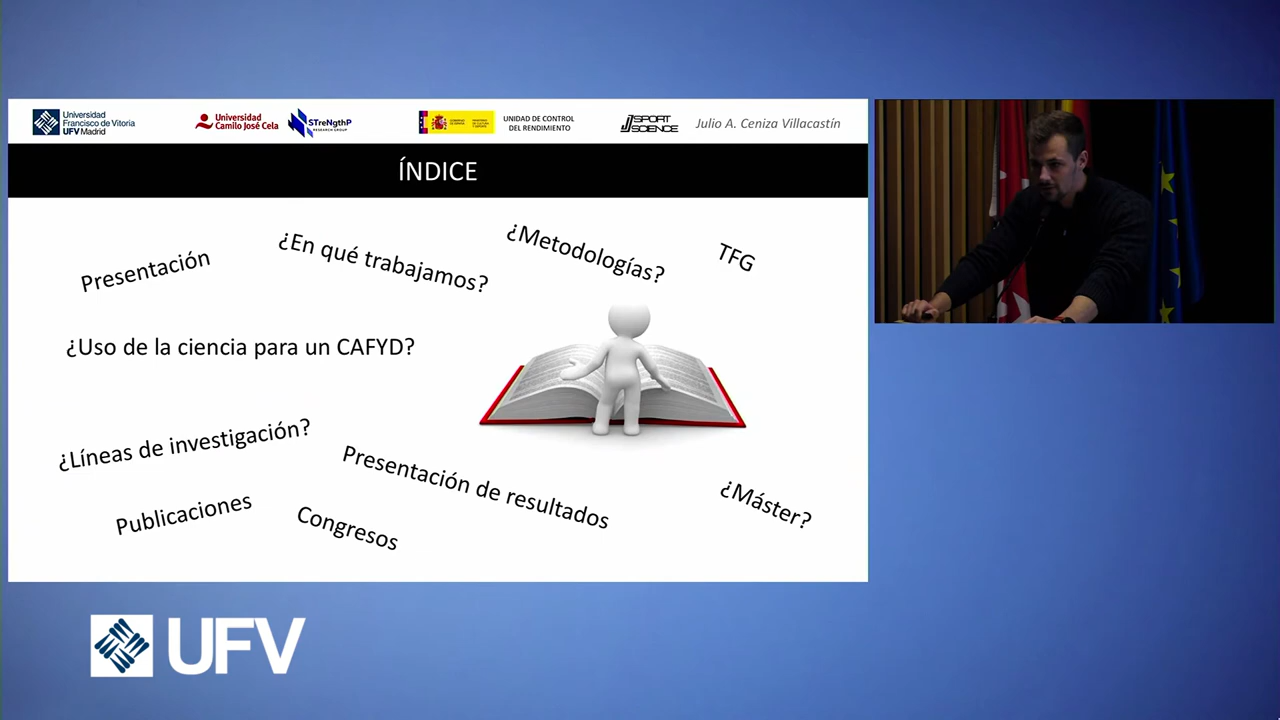 Universidad
Francisco de Vitoria
UFV Madrid
Universidad
Camilo José Cela
STreNgthP
RESEARCH GROUP
UNIDAD DE CONTROL
DEL RENDIMIENTO
SPORT
SCIENCE
Julio A. Ceniza Villacastín
ÍNDICE
Presentación
¿En qué trabajamos?
¿Metodologías?
TFG
¿Uso de la ciencia para un CAFYD?
¿Líneas de investigación?
Presentación de resultados
¿Máster?
Publicaciones
Congresos
UFV